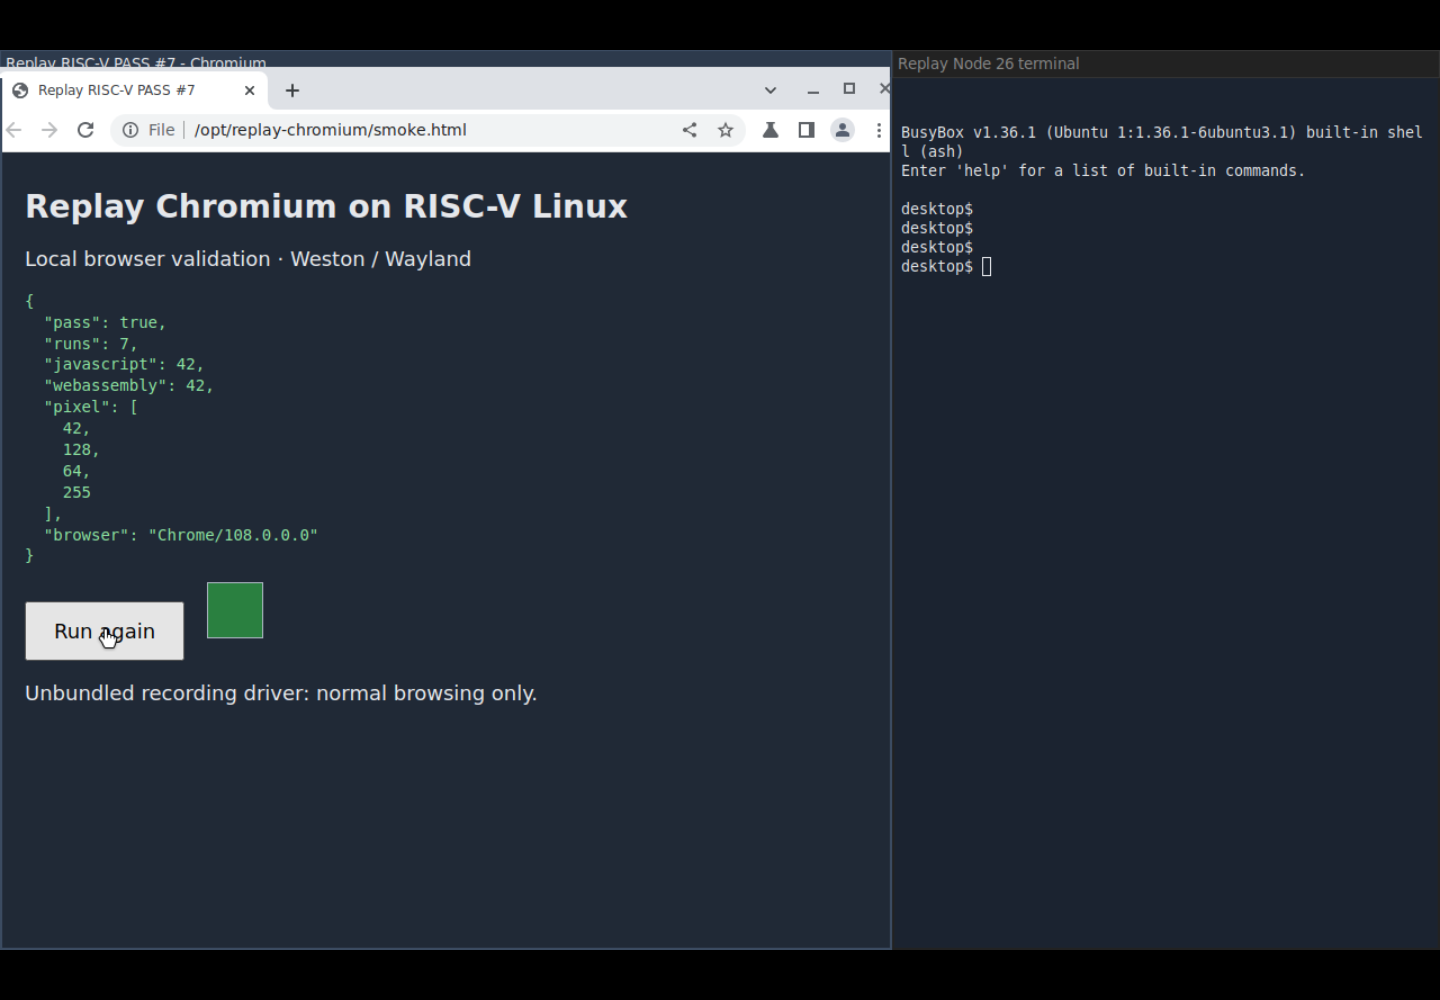 Replay RISC-V PASS #7 - Chromium
Replay RISC-V PASS #7
File
/opt/replay-chromium/smoke.html
Replay Chromium on RISC-V Linux
Local browser validation · Weston / Wayland
{
  "pass": true,
  "runs": 7,
  "javascript": 42,
  "webassembly": 42,
  "pixel": [
    42,
    128,
    64,
    255
  ],
  "browser": "Chrome/108.0.0.0"
}
Run again
Unbundled recording driver: normal browsing only.
Replay Node 26 terminal
BusyBox v1.36.1 (Ubuntu 1:1.36.1-6ubuntu3.1) built-in shel
l (ash)
Enter 'help' for a list of built-in commands.
desktop$
desktop$
desktop$
desktop$